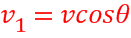 v₁ = vcosθ